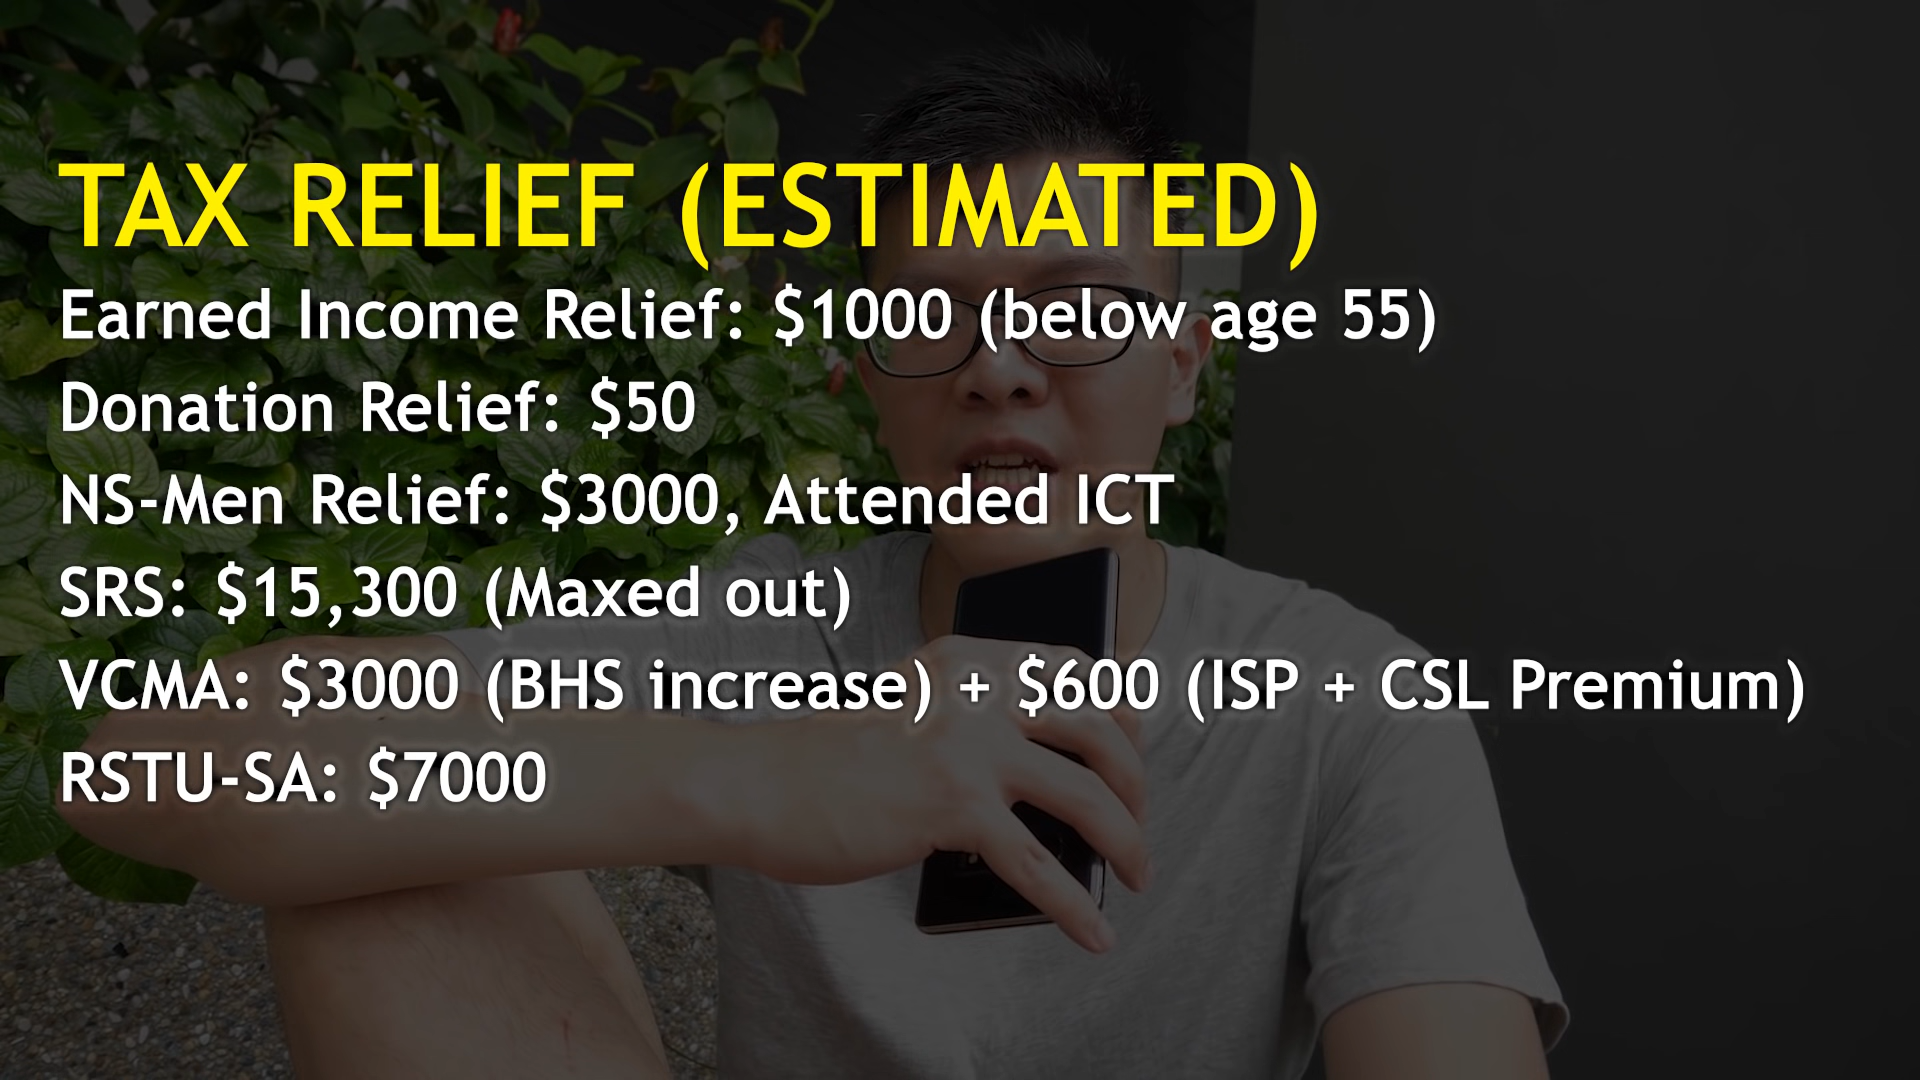 TAX RELIEF (ESTIMATED)
Earned Income Relief: $1000 (below age 55)
Donation Relief: $50
NS-Men Relief: $3000, Attended ICT
SRS: $15,300 (Maxed out)
VCMA: $3000 (BHS increase) + $600 (ISP + CSL Premium)
RSTU-SA: $7000